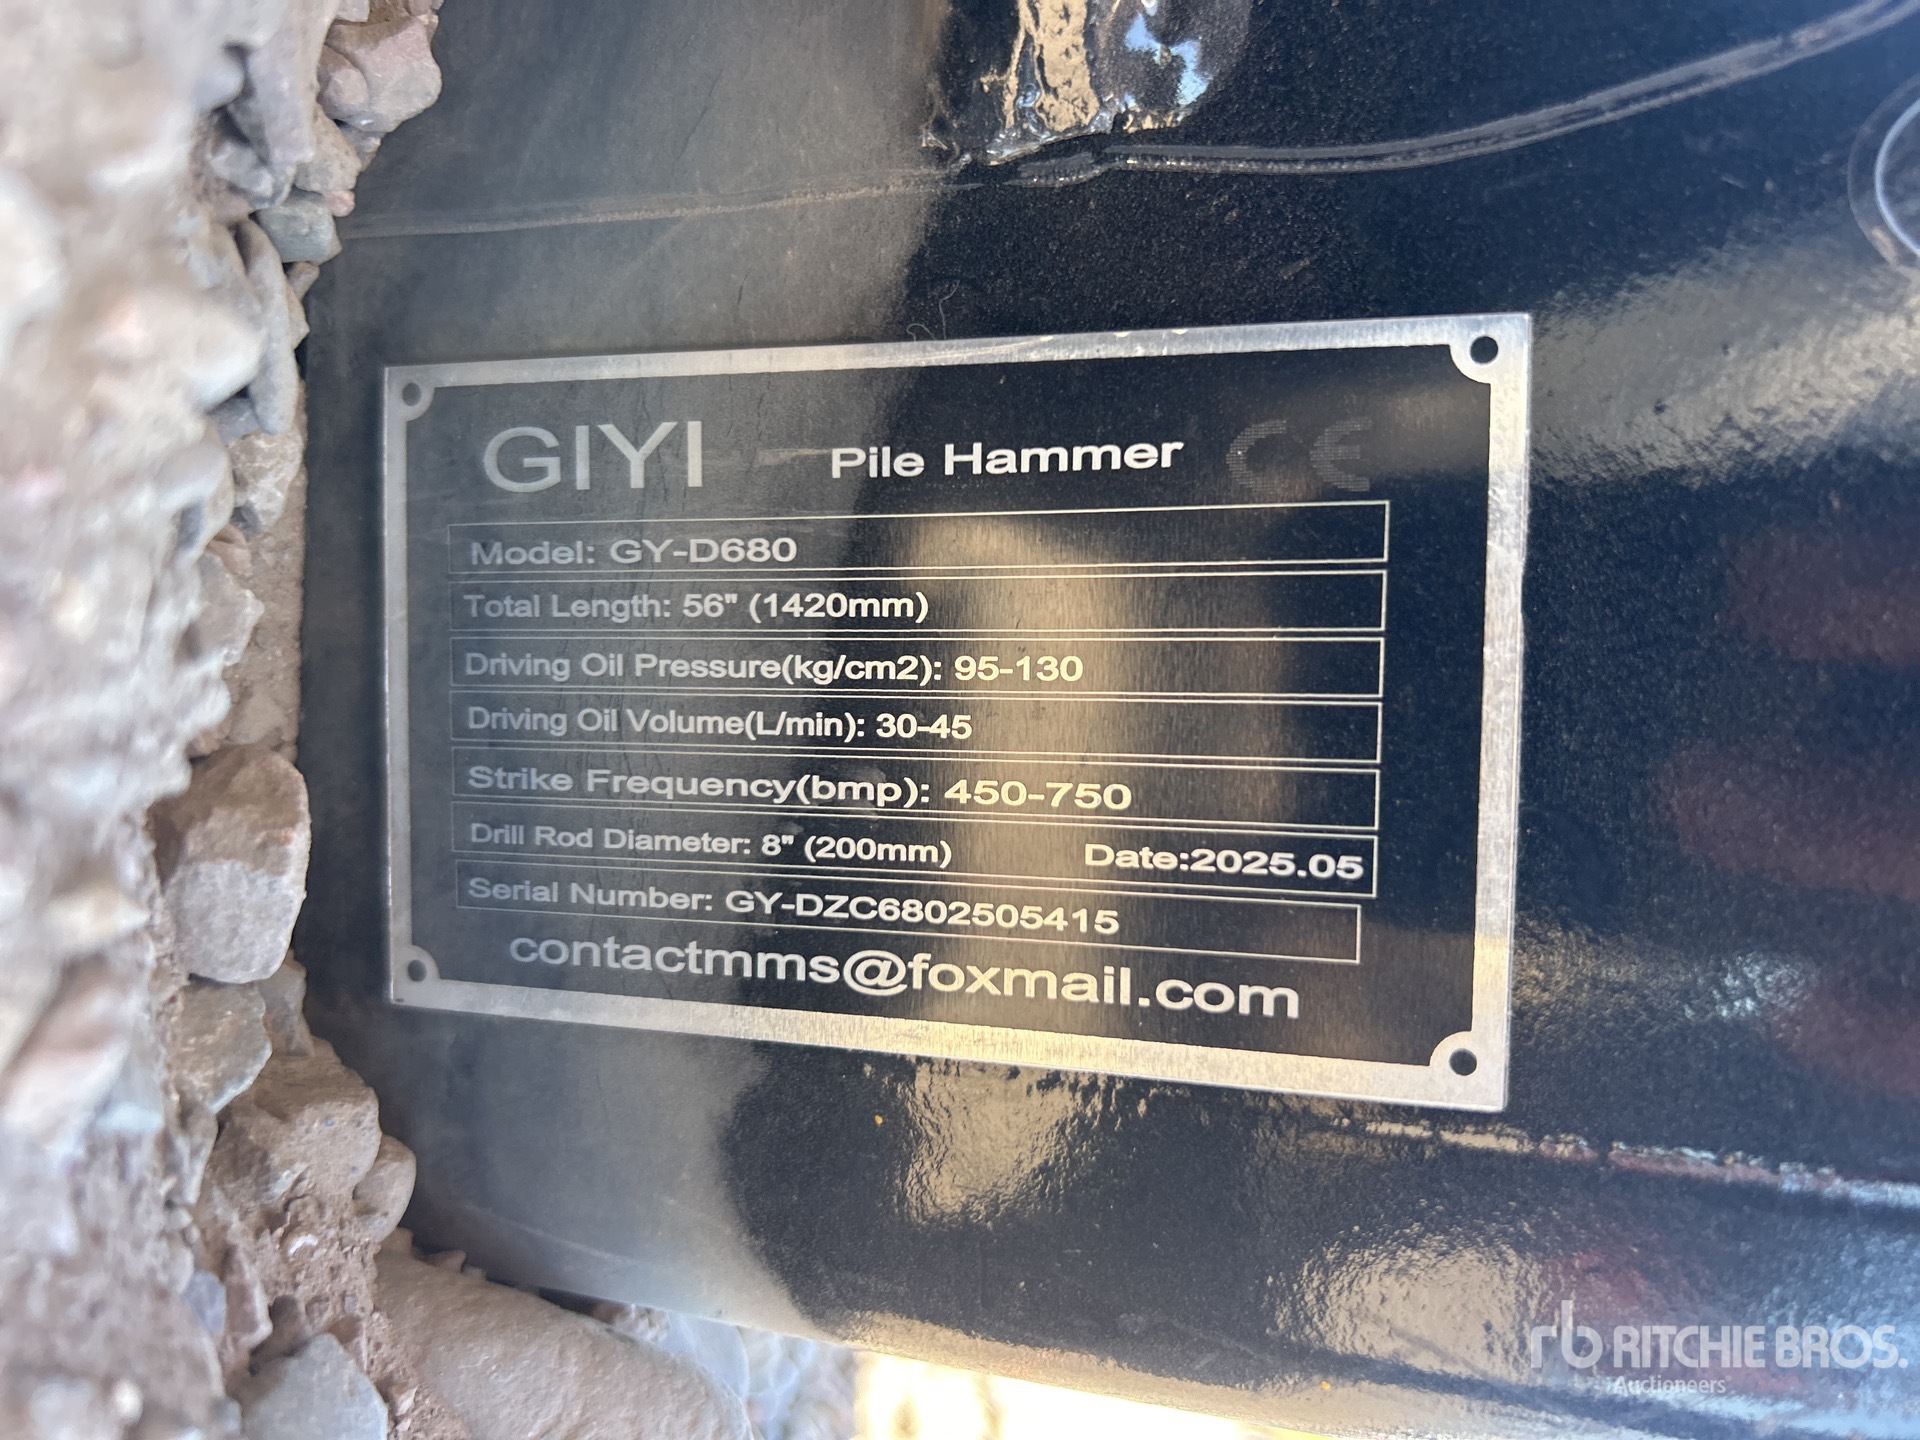 GIYI Pile Hammer CE
Model: GY-D680
Total Length: 56" (1420mm)
Driving Oil Pressure(kg/cm2): 95-130
Driving Oil Volume(L/min): 30-45
Strike Frequency(bmp): 450-750
Drill Rod Diameter: 8" (200mm) Date:2025.05
Serial Number: GY-DZC6802505415
contactmms@foxmail.com
rb RITCHIE BROS.
Auctioneers